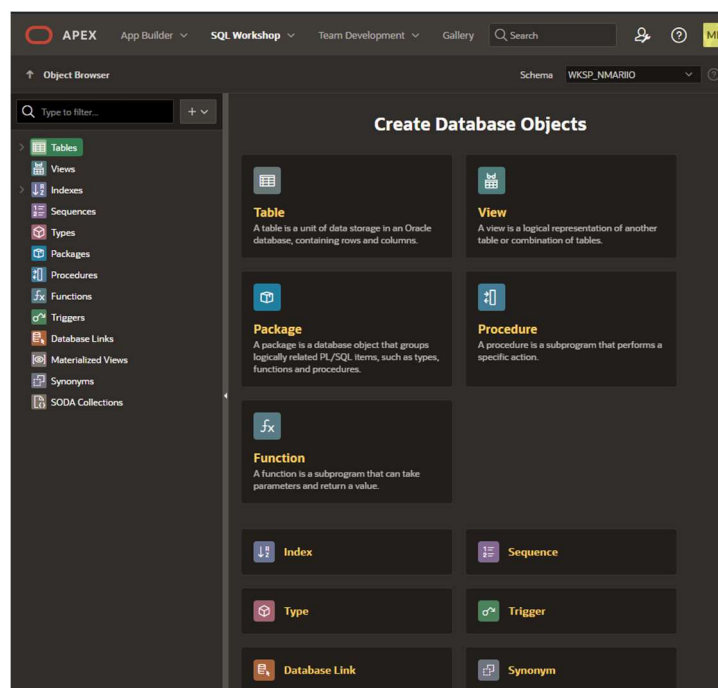 APEX App Builder SQL Workshop Team Development Gallery Search
Object Browser Schema WKSP_NMARIIO
Type to filter...
Tables
Views
Indexes
Sequences
Types
Packages
Procedures
Functions
Triggers
Database Links
Materialized Views
Synonyms
SODA Collections
Create Database Objects
Table
A table is a unit of data storage in an Oracle
database, containing rows and columns.
View
A view is a logical representation of another
table or combination of tables.
Package
A package is a database object that groups
logically related PL/SQL items, such as types,
functions and procedures.
Procedure
A procedure is a subprogram that performs a
specific action.
Function
A function is a subprogram that can take
parameters and return a value.
Index
Sequence
Type
Trigger
Database Link
Synonym